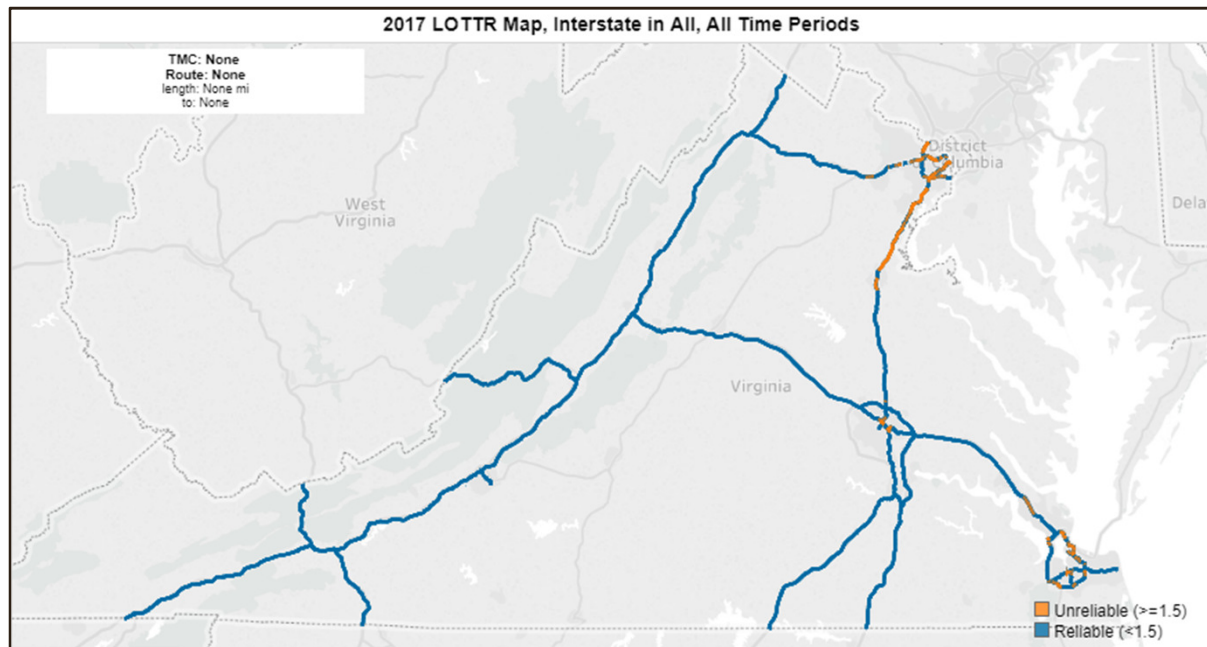 2017 LOTTR Map, Interstate in All, All Time Periods
TMC: None
Route: None
length: None mi
to: None
District
Columbia
West
Virginia
Dela
Virginia
Unreliable (>=1.5)
Reliable (<1.5)